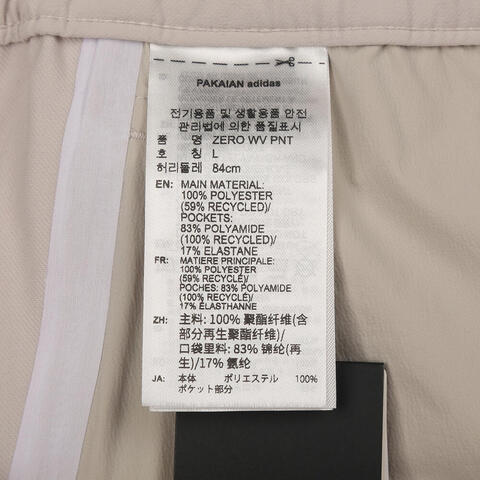 PAKAIAN adidas
전기용품 및 생활용품 안전
관리법에 의한 품질표시
품 명 ZERO WV PNT
호 칭 L
허리둘레 84cm
EN: MAIN MATERIAL:
100% POLYESTER
(59% RECYCLED)/
POCKETS:
83% POLYAMIDE
(100% RECYCLED)/
17% ELASTANE
FR: MATIERE PRINCIPALE:
100% POLYESTER
(59% RECYCLÉ)/
POCHES: 83% POLYAMIDE
(100% RECYCLÉ)/
17% ÉLASTHANNE
ZH: 主料: 100% 聚酯纤维(含
部分再生聚酯纤维)/
口袋里料: 83% 锦纶(再
生)/17% 氨纶
JA: 本体 ポリエステル 100%
ポケット部分